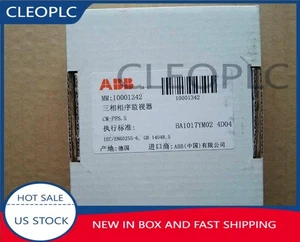 CLEOPLC
CLEOPLC
ABB
MM:10001342
10001342
三相相序监视器
CM-PFS.S
执行标准:
8A1017YM02 4D04
IEC/EN60255-6, GB 14048.5
产地: 德国
进口商: ABB(中国)有限公司
HOT SALE
US STOCK
NEW IN BOX AND FAST SHIPPING